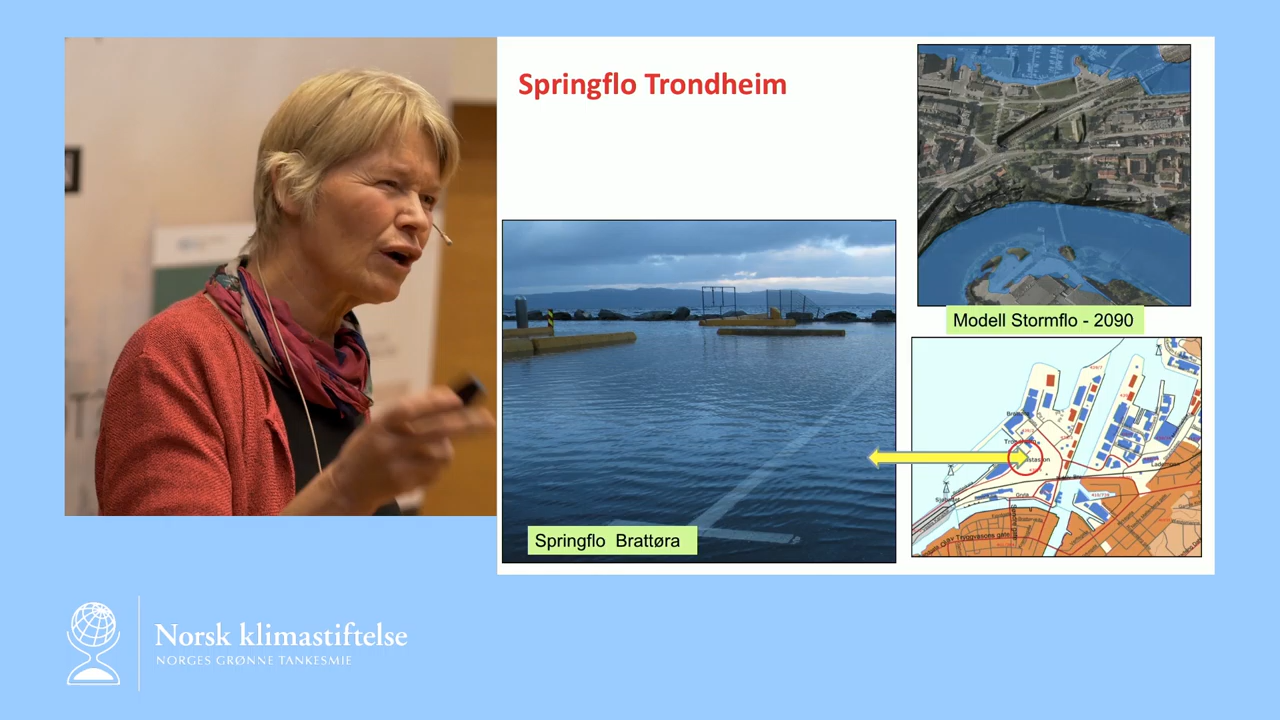 Springflo Trondheim
Modell Stormflo - 2090
Springflo Brattøra
Norsk klimastiftelse
NORGES GRØNNE TANKESMIE